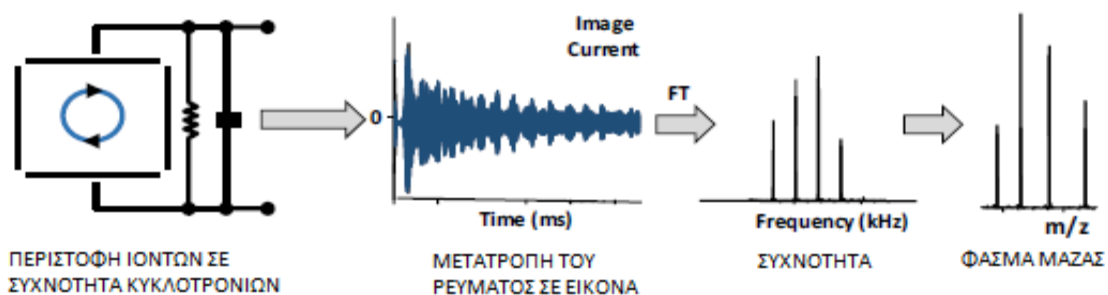 Image
Current
FT
0
Time (ms)
Frequency (kHz)
m/z
ΠΕΡΙΣΤΟΦΗ ΙΟΝΤΩΝ ΣΕ
ΣΥΧΝΟΤΗΤΑ ΚΥΚΛΟΤΡΟΝΙΩΝ
ΜΕΤΑΤΡΟΠΗ ΤΟΥ
ΡΕΥΜΑΤΟΣ ΣΕ ΕΙΚΟΝΑ
ΣΥΧΝΟΤΗΤΑ
ΦΑΣΜΑ ΜΑΖΑΣ